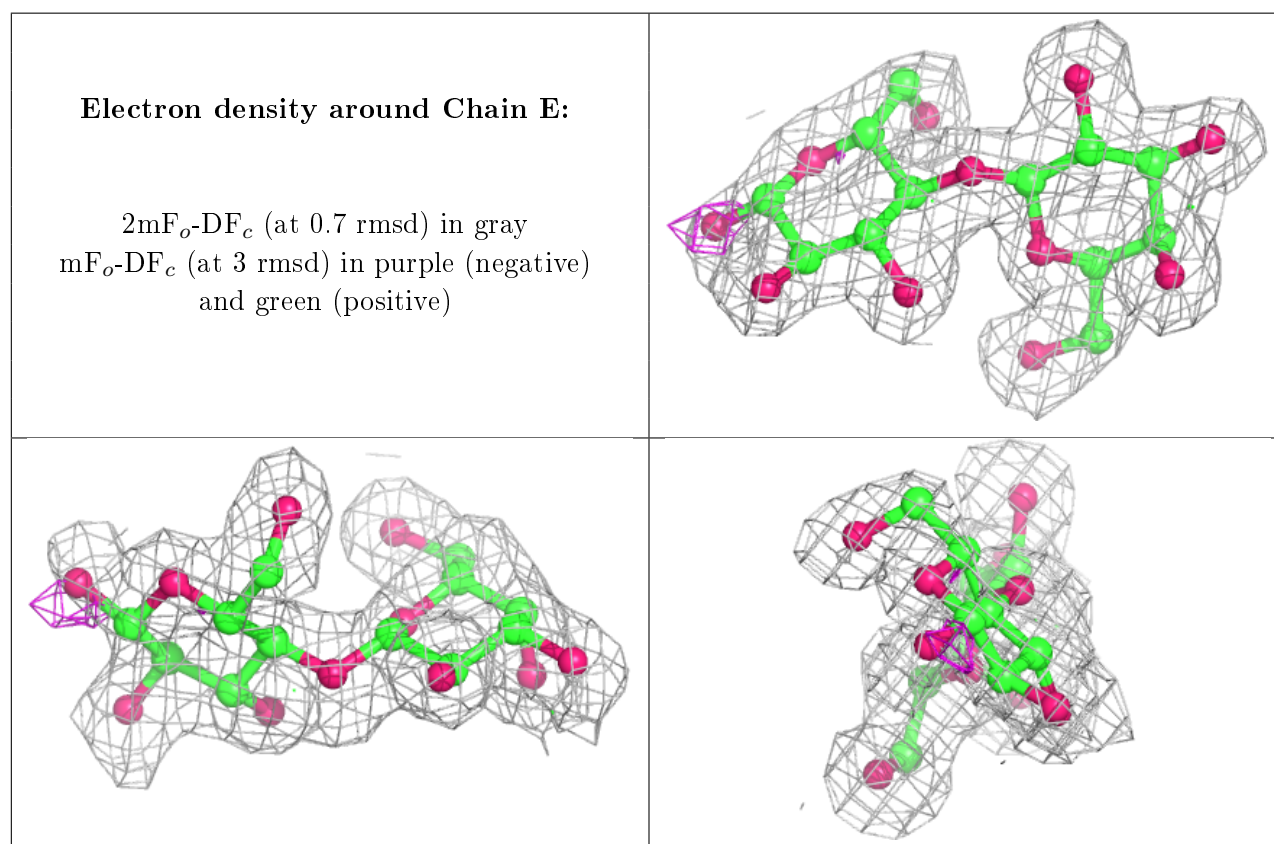 Electron density around Chain E:
2mFo-DFc (at 0.7 rmsd) in gray
mFo-DFc (at 3 rmsd) in purple (negative)
and green (positive)